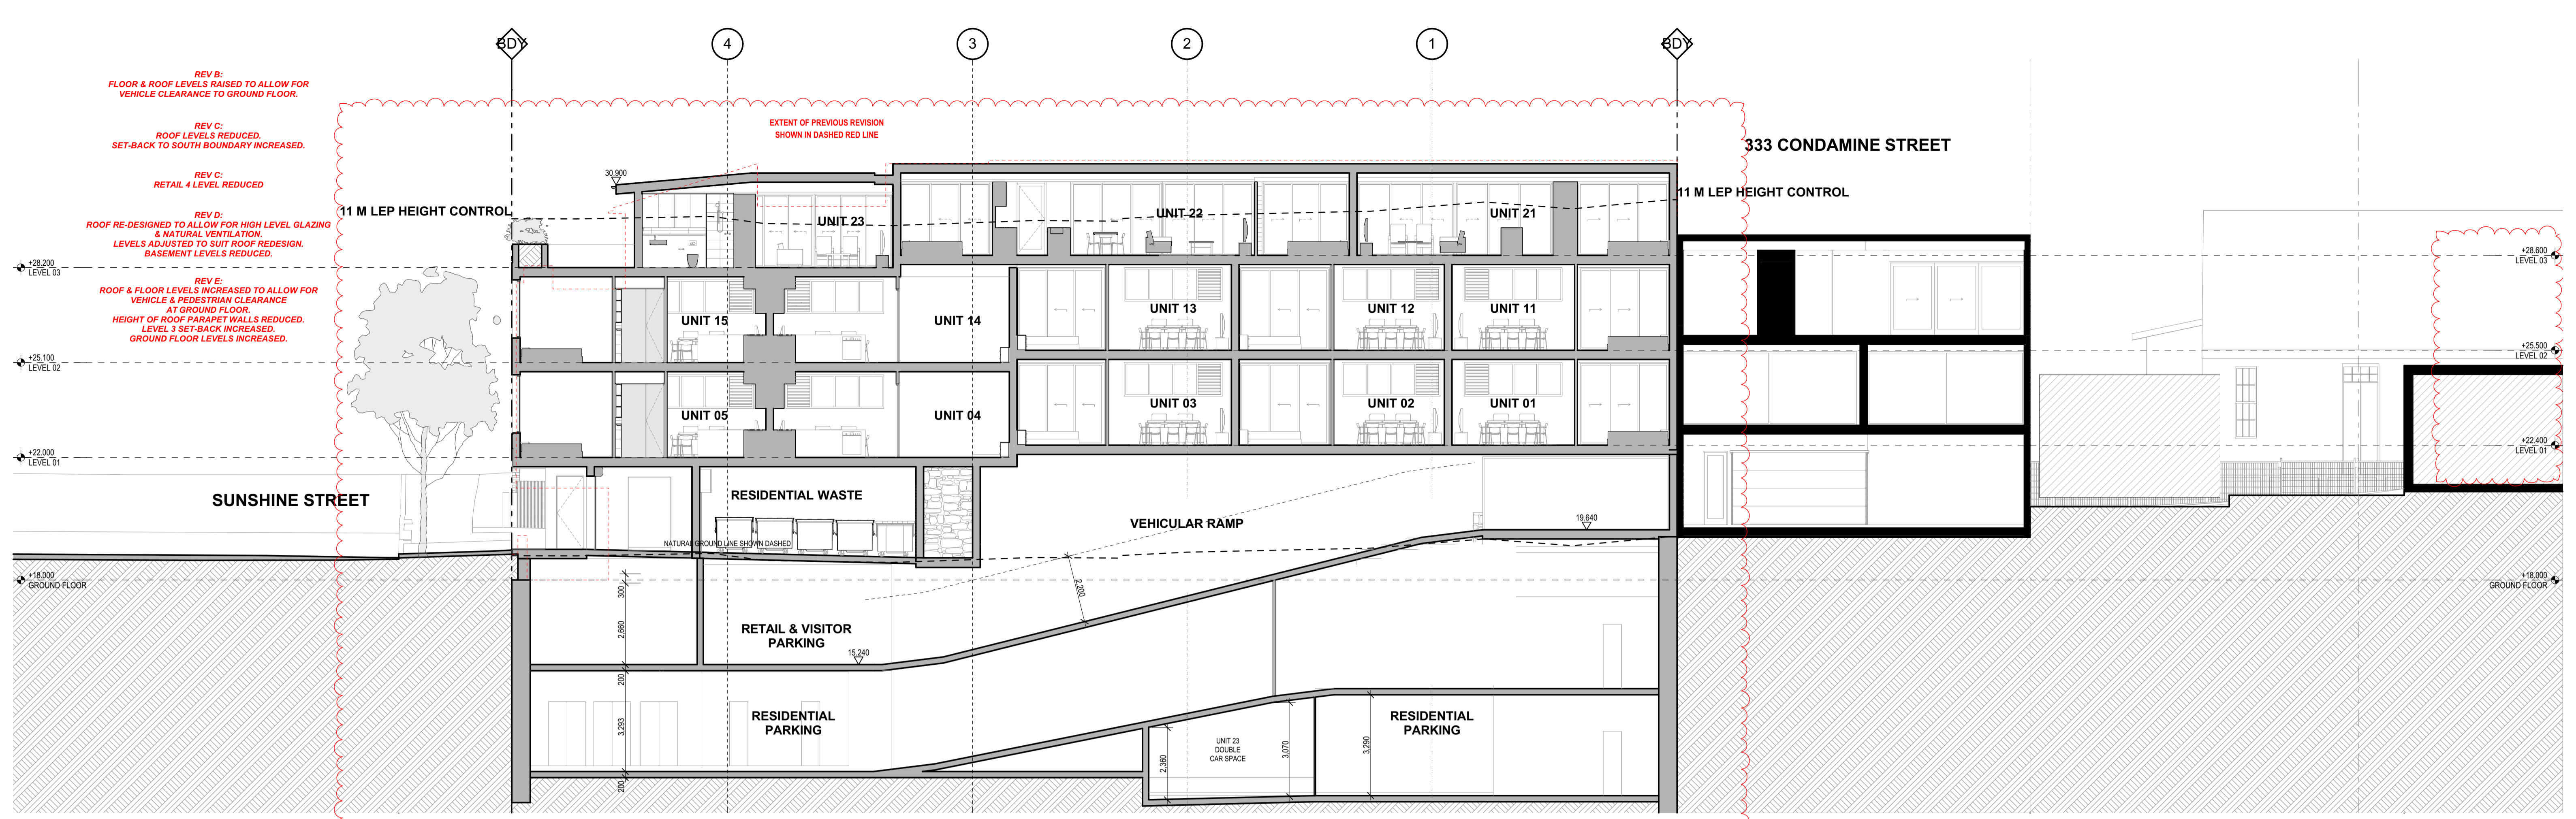 BDY
4
3
2
1
BDY
REV B:
FLOOR & ROOF LEVELS RAISED TO ALLOW FOR
VEHICLE CLEARANCE TO GROUND FLOOR.
REV C:
ROOF LEVELS REDUCED.
SET-BACK TO SOUTH BOUNDARY INCREASED.
REV C:
RETAIL 4 LEVEL REDUCED
REV D:
ROOF RE-DESIGNED TO ALLOW FOR HIGH LEVEL GLAZING
& NATURAL VENTILATION.
LEVELS ADJUSTED TO SUIT ROOF REDESIGN.
BASEMENT LEVELS REDUCED.
REV E:
ROOF & FLOOR LEVELS INCREASED TO ALLOW FOR
VEHICLE & PEDESTRIAN CLEARANCE
AT GROUND FLOOR.
HEIGHT OF ROOF PARAPET WALLS REDUCED.
LEVEL 3 SET-BACK INCREASED.
GROUND FLOOR LEVELS INCREASED.
EXTENT OF PREVIOUS REVISION
SHOWN IN DASHED RED LINE
333 CONDAMINE STREET
30.900
11 M LEP HEIGHT CONTROL
11 M LEP HEIGHT CONTROL
UNIT 23
UNIT 22
UNIT 21
+28.200
LEVEL 03
+28.600
LEVEL 03
UNIT 15
UNIT 14
UNIT 13
UNIT 12
UNIT 11
+25.100
LEVEL 02
+25.500
LEVEL 02
UNIT 05
UNIT 04
UNIT 03
UNIT 02
UNIT 01
+22.000
LEVEL 01
+22.400
LEVEL 01
SUNSHINE STREET
RESIDENTIAL WASTE
VEHICULAR RAMP
19.640
NATURAL GROUND LINE SHOWN DASHED
+18.000
GROUND FLOOR
+18.000
GROUND FLOOR
300
2,200
2,660
RETAIL & VISITOR
PARKING
15.240
200
3,293
RESIDENTIAL
PARKING
RESIDENTIAL
PARKING
UNIT 23
DOUBLE
CAR SPACE
2,360
3,070
3,290
200